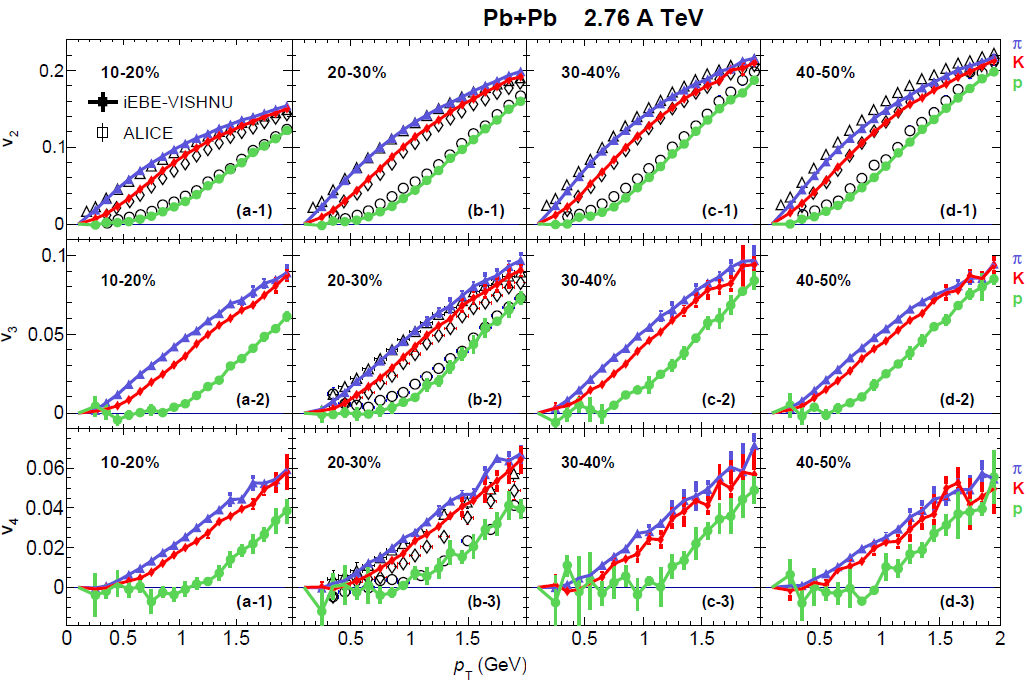 Pb+Pb 2.76 A TeV
10-20% 20-30% 30-40% 40-50%
iEBE-VISHNU
ALICE
π
K
p
v2
0.2
0.1
0
(a-1) (b-1) (c-1) (d-1)
10-20% 20-30% 30-40% 40-50%
π
K
p
v3
0.1
0.05
0
(a-2) (b-2) (c-2) (d-2)
10-20% 20-30% 30-40% 40-50%
π
K
p
v4
0.06
0.04
0.02
0
(a-1) (b-3) (c-3) (d-3)
0 0.5 1 1.5 0.5 1 1.5 0.5 1 1.5 0.5 1 1.5 2
pT (GeV)